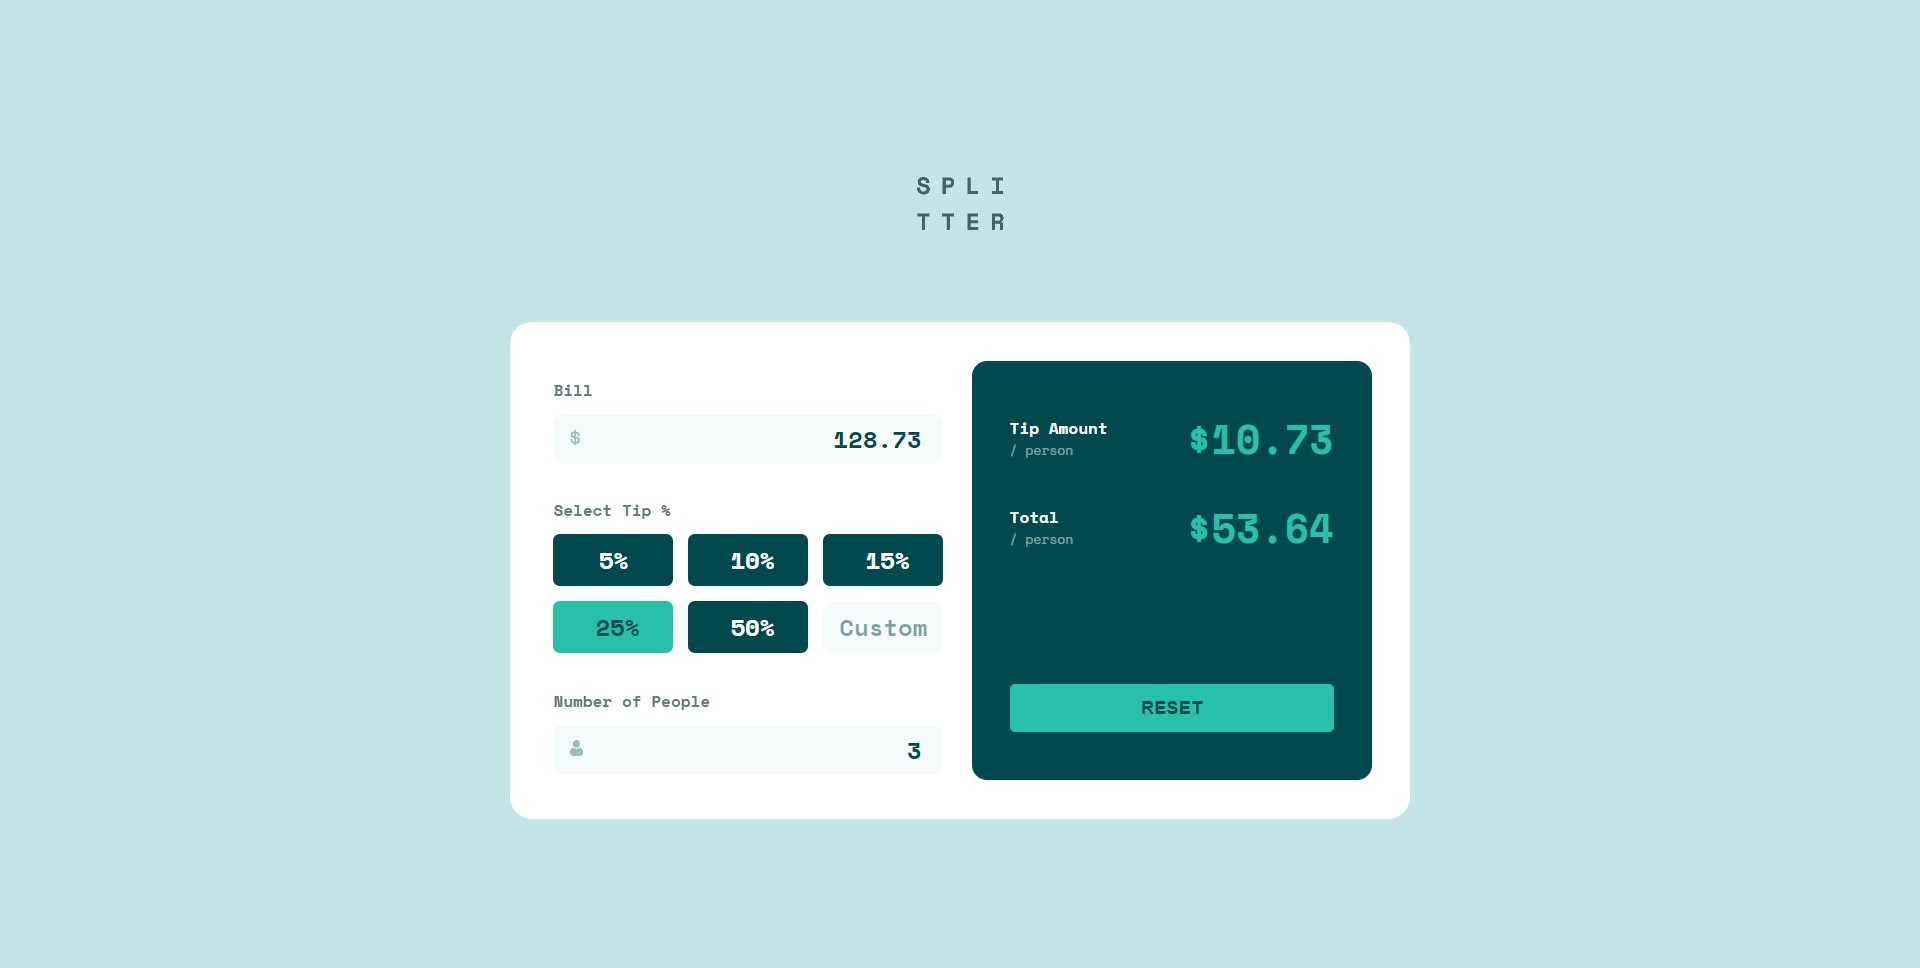 SPLI
TTER
Bill
$ 128.73
Select Tip %
5% 10% 15%
25% 50% Custom
Number of People
3
Tip Amount
/ person
$10.73
Total
/ person
$53.64
RESET